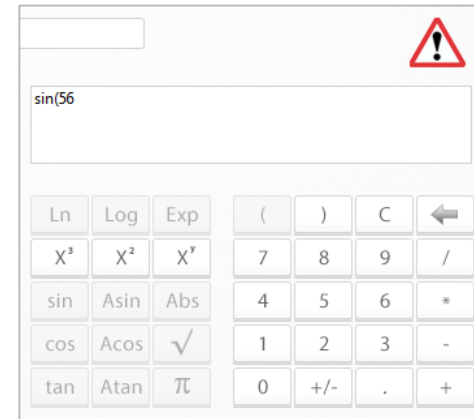 sin(56
Ln Log Exp ( ) C
X³ X² Xʸ 7 8 9 /
sin Asin Abs 4 5 6 *
cos Acos √ 1 2 3 -
tan Atan π 0 +/- . +